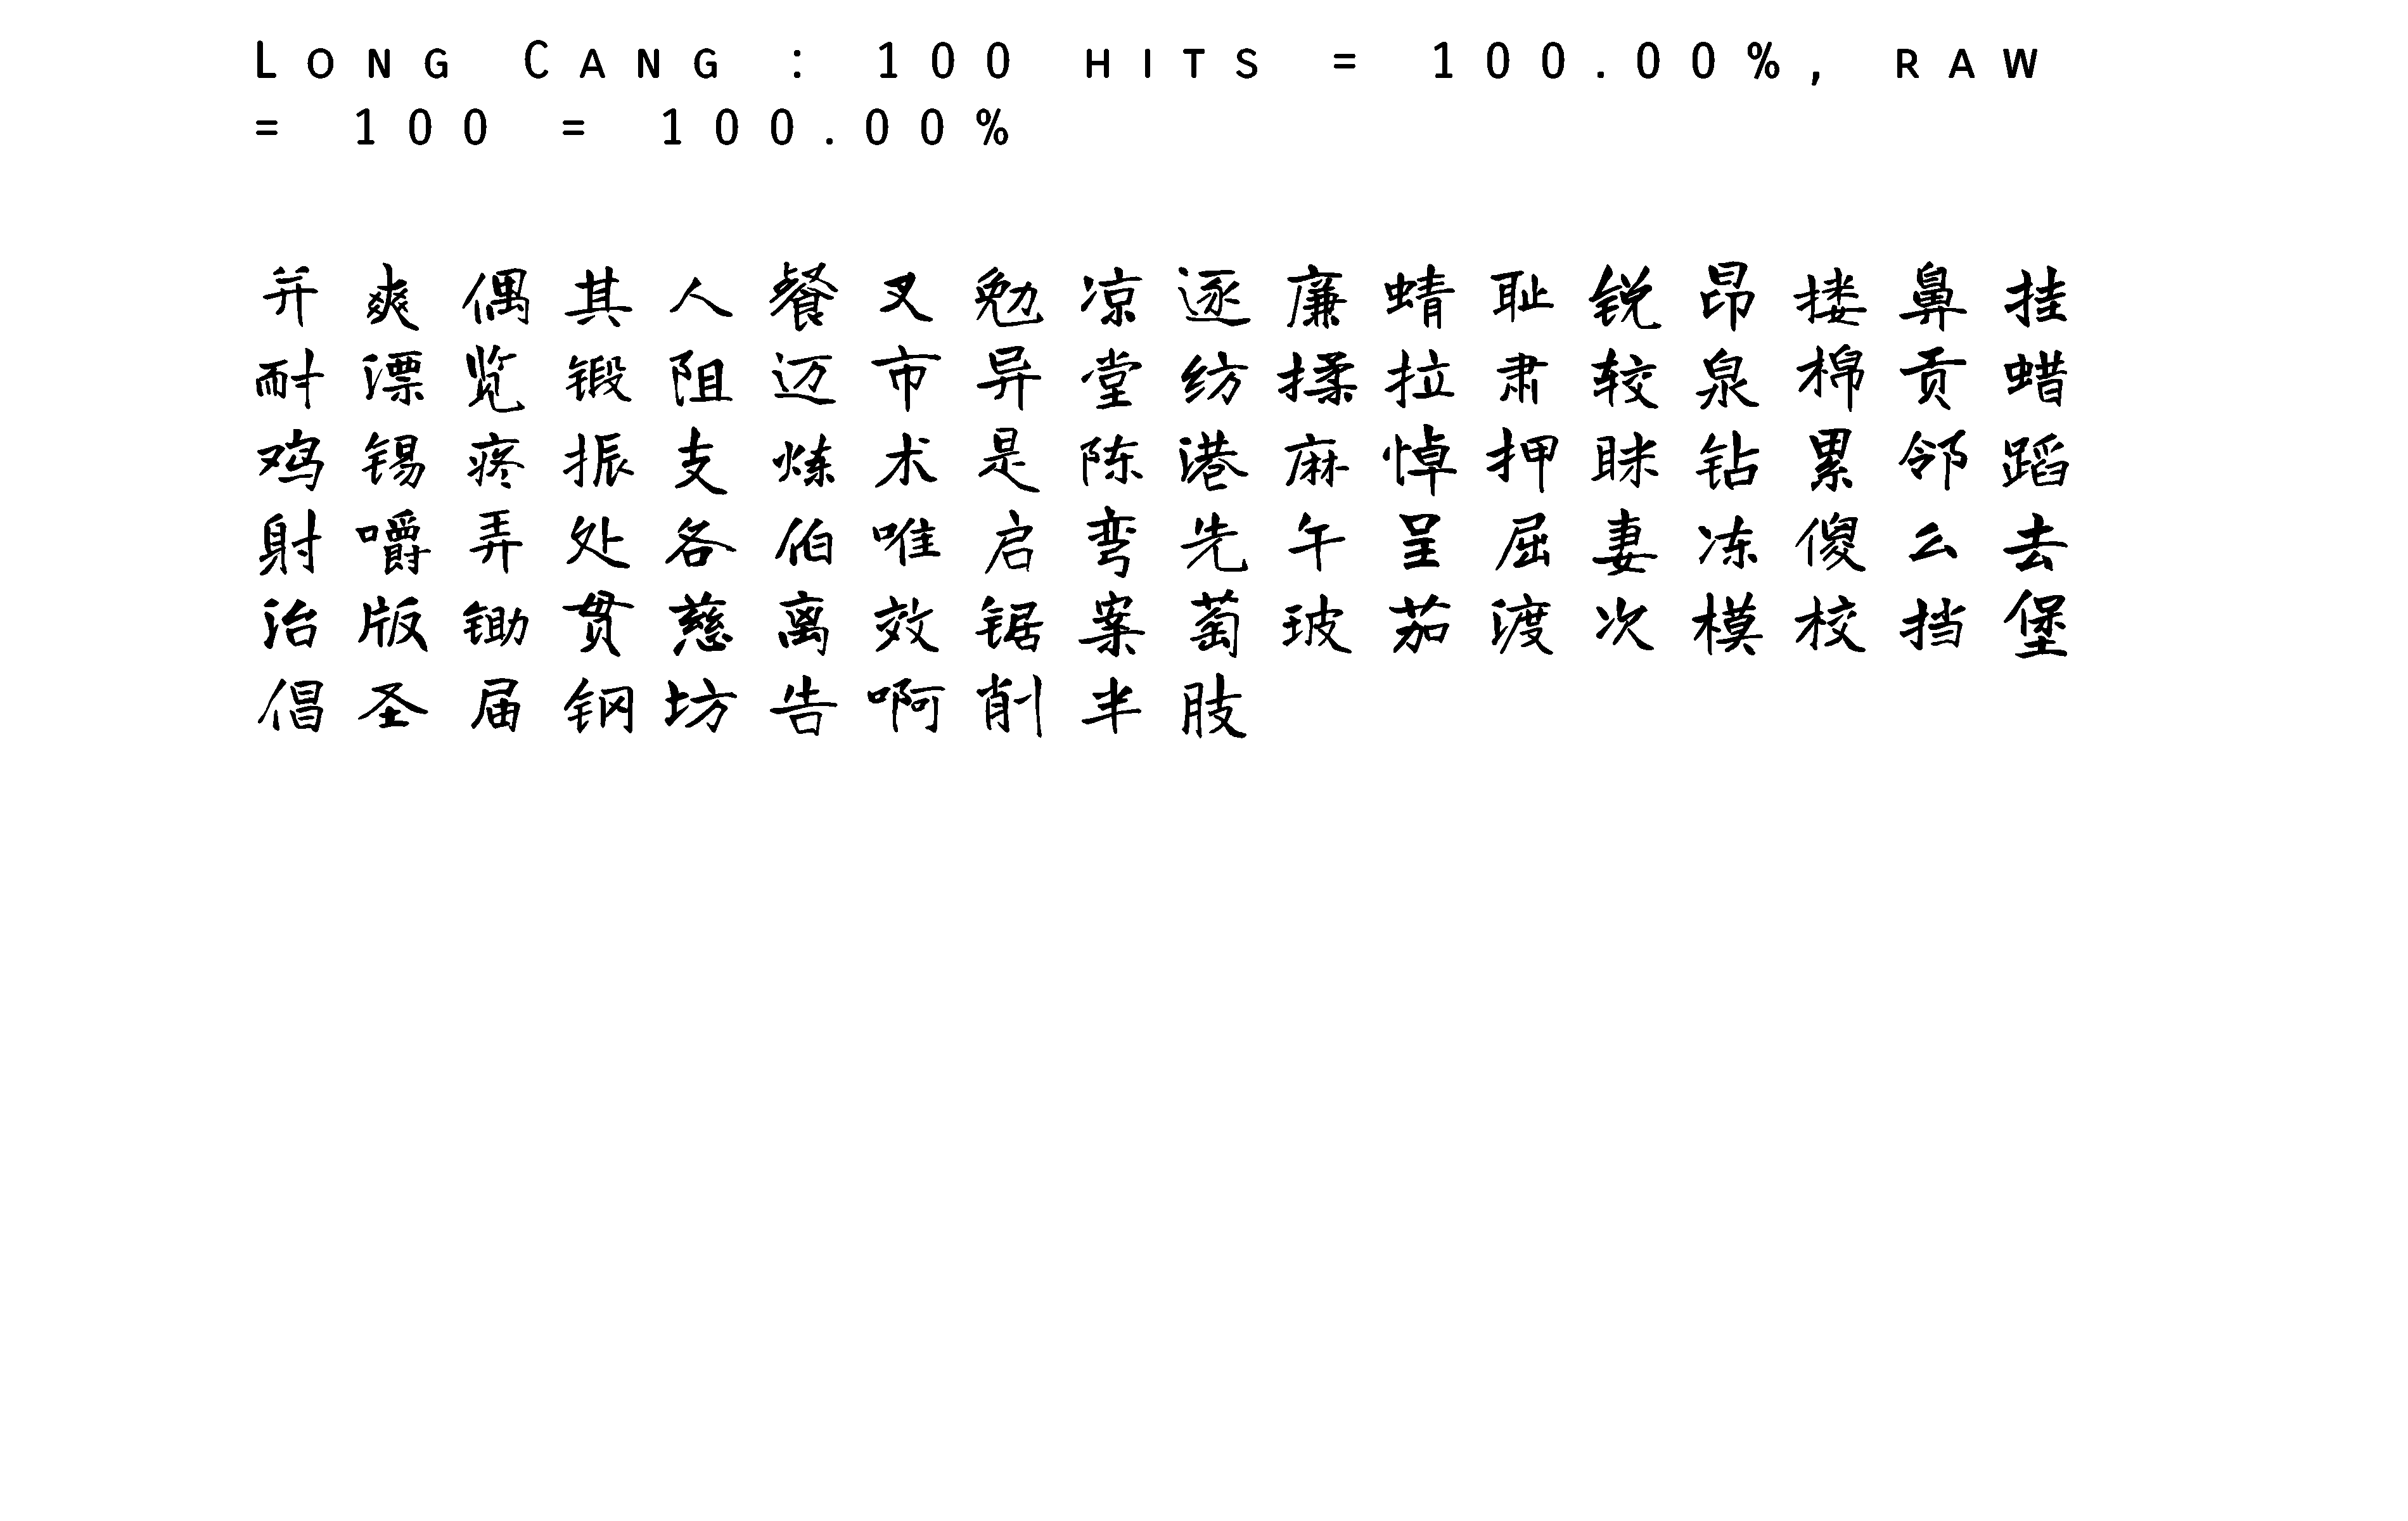 Long Cang : 100 hits = 100.00%, raw
= 100 = 100.00%
并爽偶其人餐叉勉凉逐廉蜻耻锐昂搂鼻挂
耐漂览锻阻迈市异堂纺揉拉肃较泉棉贡蜡
鸡锡疼振支炼术是陈港麻悼押眯钻累邻蹈
射嚼弄处各伯唯启弯先午呈屈妻冻傻么去
治版锄贯慈离效锯案萄玻茄渡次模校挡堡
倡圣届钢坊告啊削半肢